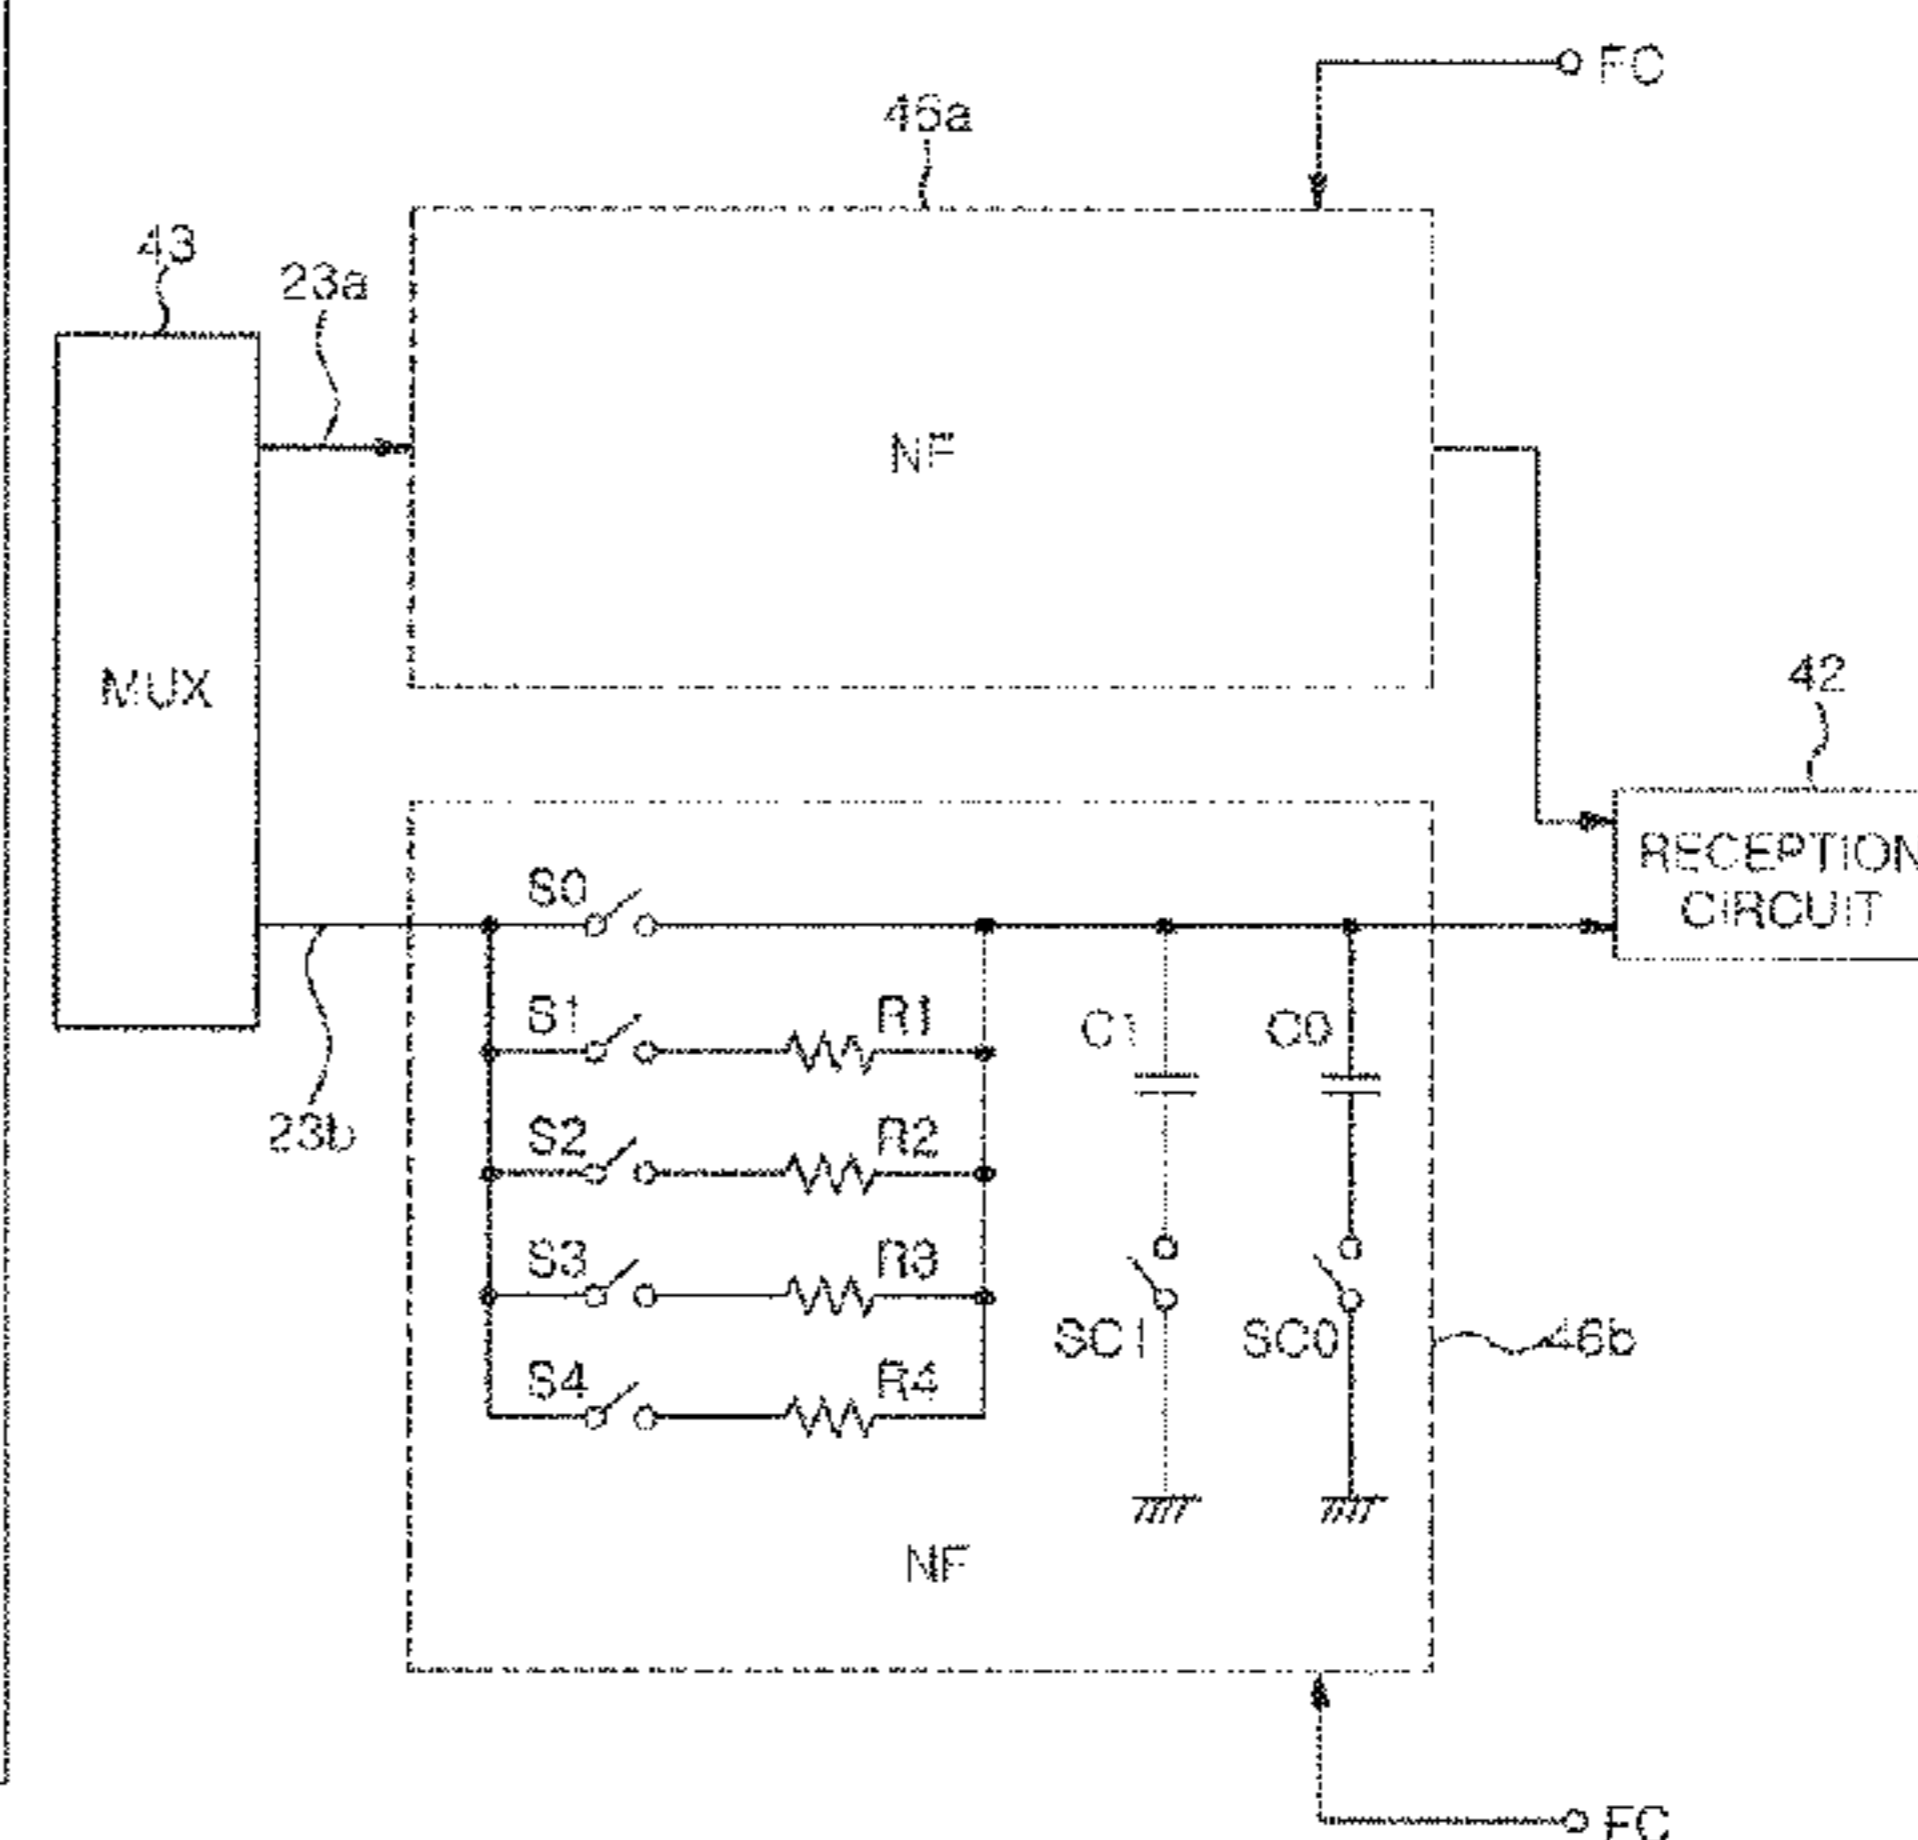 FC
46a
43
23a
NF
MUX
42
RECEPTION
CIRCUIT
S0
S1
R1
C1
C0
23b
S2
R2
S3
R3
SC1
SC0
46b
S4
R4
NF
FC